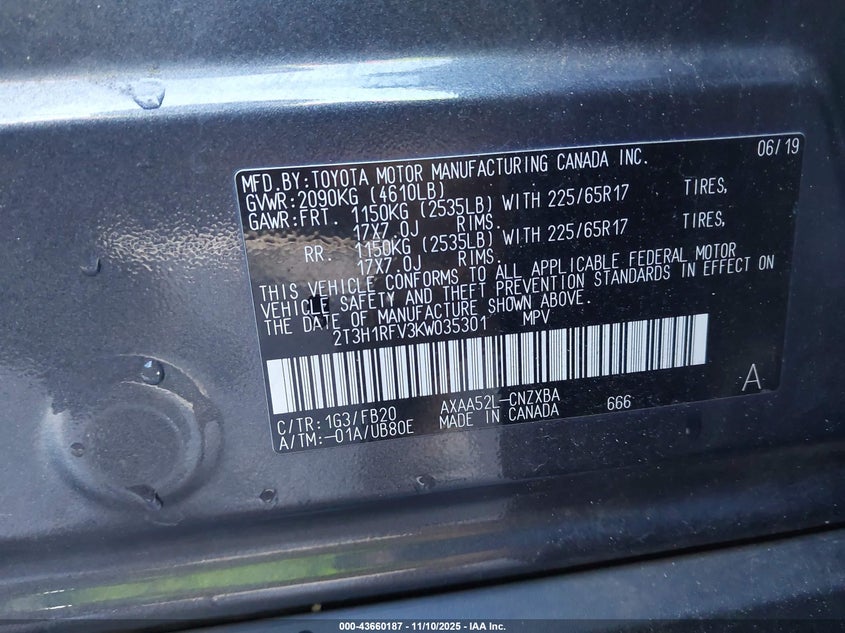 06/19
MFD.BY:TOYOTA MOTOR MANUFACTURING CANADA INC.
GVWR:2090KG (4610LB)
GAWR:FRT. 1150KG (2535LB) WITH 225/65R17 TIRES,
17X7.0J RIMS.
RR. 1150KG (2535LB) WITH 225/65R17 TIRES,
17X7.0J RIMS.
THIS VEHICLE CONFORMS TO ALL APPLICABLE FEDERAL MOTOR
VEHICLE SAFETY AND THEFT PREVENTION STANDARDS IN EFFECT ON
THE DATE OF MANUFACTURE SHOWN ABOVE.
2T3H1RFV3KW035301 MPV
A
C/TR:1G3/FB20 AXAA52L-CNZXBA 666
A/TM:-01A/UB80E MADE IN CANADA
000-43660187 - 11/10/2025 - IAA Inc.